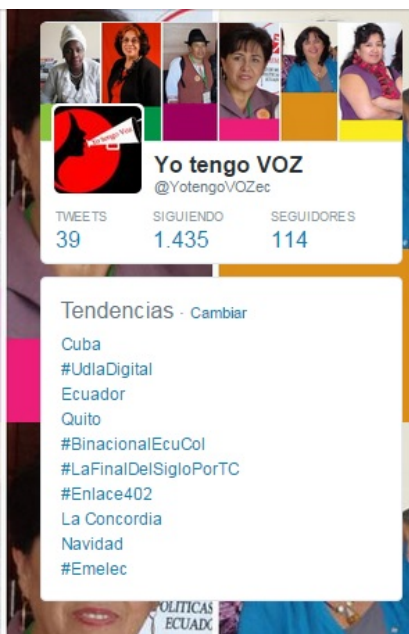 Yo tengo Voz
Yo tengo VOZ
@YotengoVOZec
TWEETS SIGUIENDO SEGUIDORES
39 1.435 114
Tendencias · Cambiar
Cuba
#UdlaDigital
Ecuador
Quito
#BinacionalEcuCol
#LaFinalDelSigloPorTC
#Enlace402
La Concordia
Navidad
#Emelec
POLITICAS
ECUADO